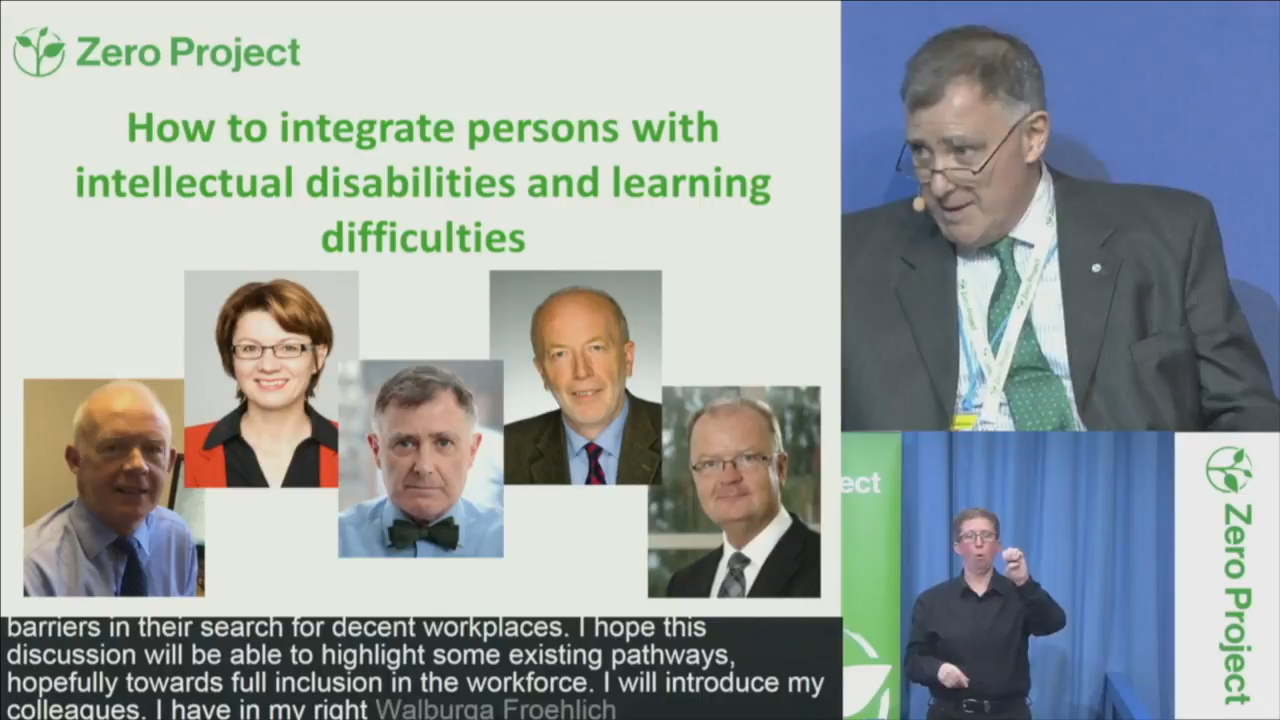 Zero Project
How to integrate persons with
intellectual disabilities and learning
difficulties
barriers in their search for decent workplaces. I hope this
discussion will be able to highlight some existing pathways,
hopefully towards full inclusion in the workforce. I will introduce my
colleagues. I have in my right Walburga Froehlich
ect
Zero Project